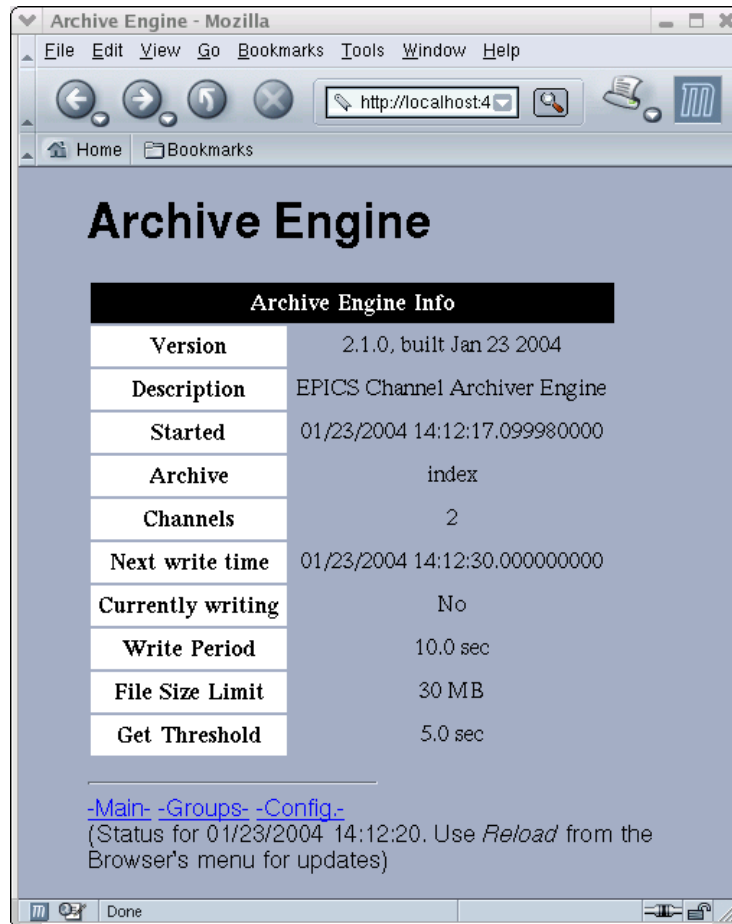 Archive Engine - Mozilla
File Edit View Go Bookmarks Tools Window Help
http://localhost:4
Home Bookmarks
Archive Engine
Archive Engine Info
Version 2.1.0, built Jan 23 2004
Description EPICS Channel Archiver Engine
Started 01/23/2004 14:12:17.099980000
Archive index
Channels 2
Next write time 01/23/2004 14:12:30.000000000
Currently writing No
Write Period 10.0 sec
File Size Limit 30 MB
Get Threshold 5.0 sec
-Main- -Groups- -Config.-
(Status for 01/23/2004 14:12:20. Use Reload from the
Browser's menu for updates)
Done